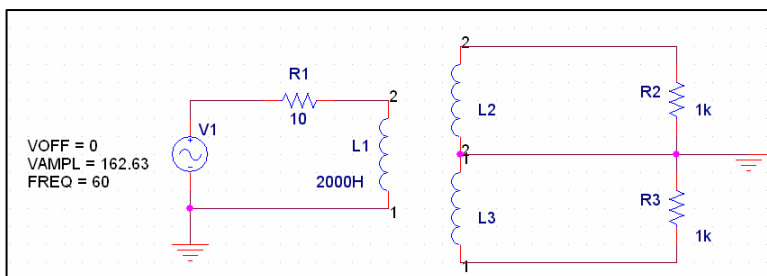 2
2
R1
R2
2
10
L2
1k
V1
L1
VOFF = 0
VAMPL = 162.63
FREQ = 60
2
1
2000H
R3
1
L3
1k
1